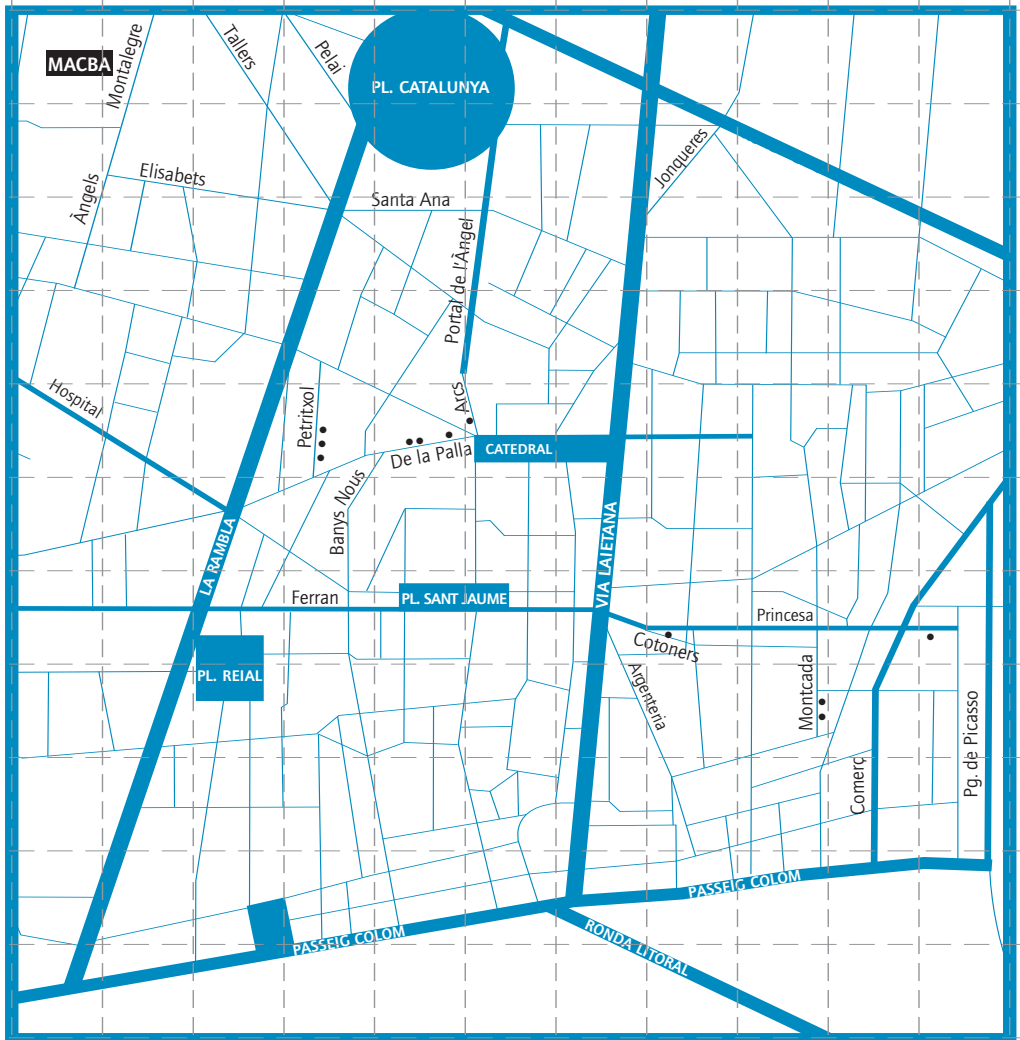 MACBA
Montalegre
Tallers
Pelai
PL. CATALUNYA
Jonqueres
Elisabets
Àngels
Santa Ana
Portal de l'Àngel
Hospital
Petritxol
Arcs
De la Palla
CATEDRAL
Banys Nous
LA RAMBLA
VIA LAIETANA
Ferran
PL. SANT JAUME
Princesa
Cotoners
PL. REIAL
Argenteria
Montcada
Pg. de Picasso
Comerç
PASSEIG COLOM
PASSEIG COLOM
RONDA LITORAL